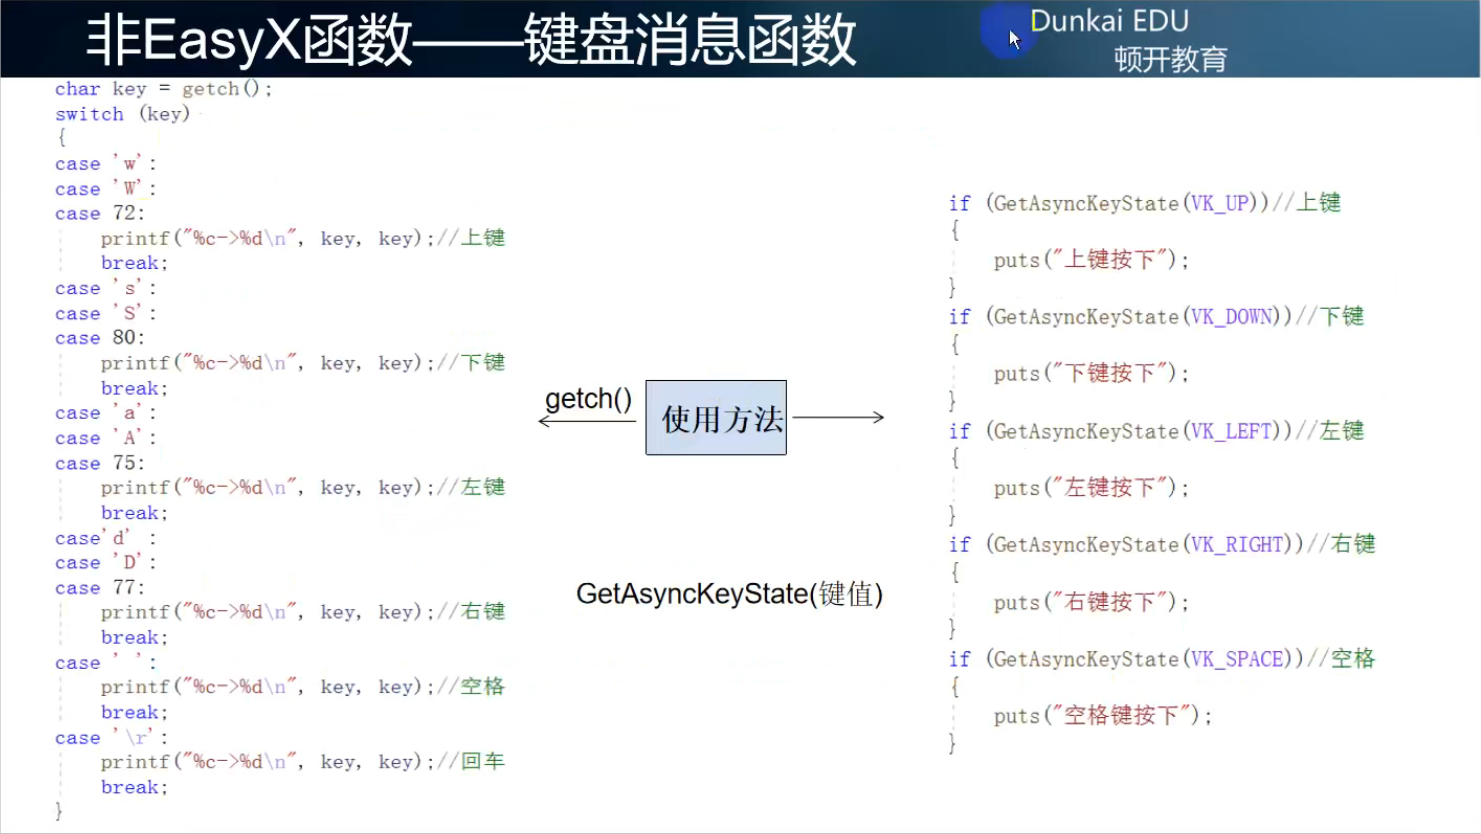 非EasyX函数——键盘消息函数
Dunkai EDU
顿开教育
char key = getch();
switch (key)
{
case 'w':
case 'W':
case 72:
printf("%c->%d\n", key, key);//上键
break;
case 's':
case 'S':
case 80:
printf("%c->%d\n", key, key);//下键
break;
case 'a':
case 'A':
case 75:
printf("%c->%d\n", key, key);//左键
break;
case'd' :
case 'D':
case 77:
printf("%c->%d\n", key, key);//右键
break;
case ' ':
printf("%c->%d\n", key, key);//空格
break;
case '\r':
printf("%c->%d\n", key, key);//回车
break;
}
getch()
使用方法
GetAsyncKeyState(键值)
if (GetAsyncKeyState(VK_UP))//上键
{
puts("上键按下");
}
if (GetAsyncKeyState(VK_DOWN))//下键
{
puts("下键按下");
}
if (GetAsyncKeyState(VK_LEFT))//左键
{
puts("左键按下");
}
if (GetAsyncKeyState(VK_RIGHT))//右键
{
puts("右键按下");
}
if (GetAsyncKeyState(VK_SPACE))//空格
{
puts("空格键按下");
}